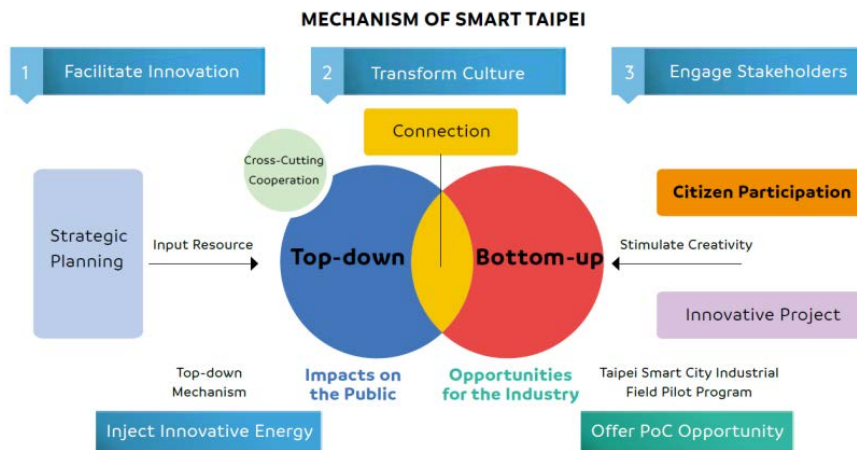 MECHANISM OF SMART TAIPEI
1 Facilitate Innovation
2 Transform Culture
3 Engage Stakeholders
Connection
Cross-Cutting
Cooperation
Citizen Participation
Strategic
Planning
Input Resource
Top-down
Bottom-up
Stimulate Creativity
Innovative Project
Top-down
Mechanism
Impacts on
the Public
Opportunities
for the Industry
Taipei Smart City Industrial
Field Pilot Program
Inject Innovative Energy
Offer PoC Opportunity